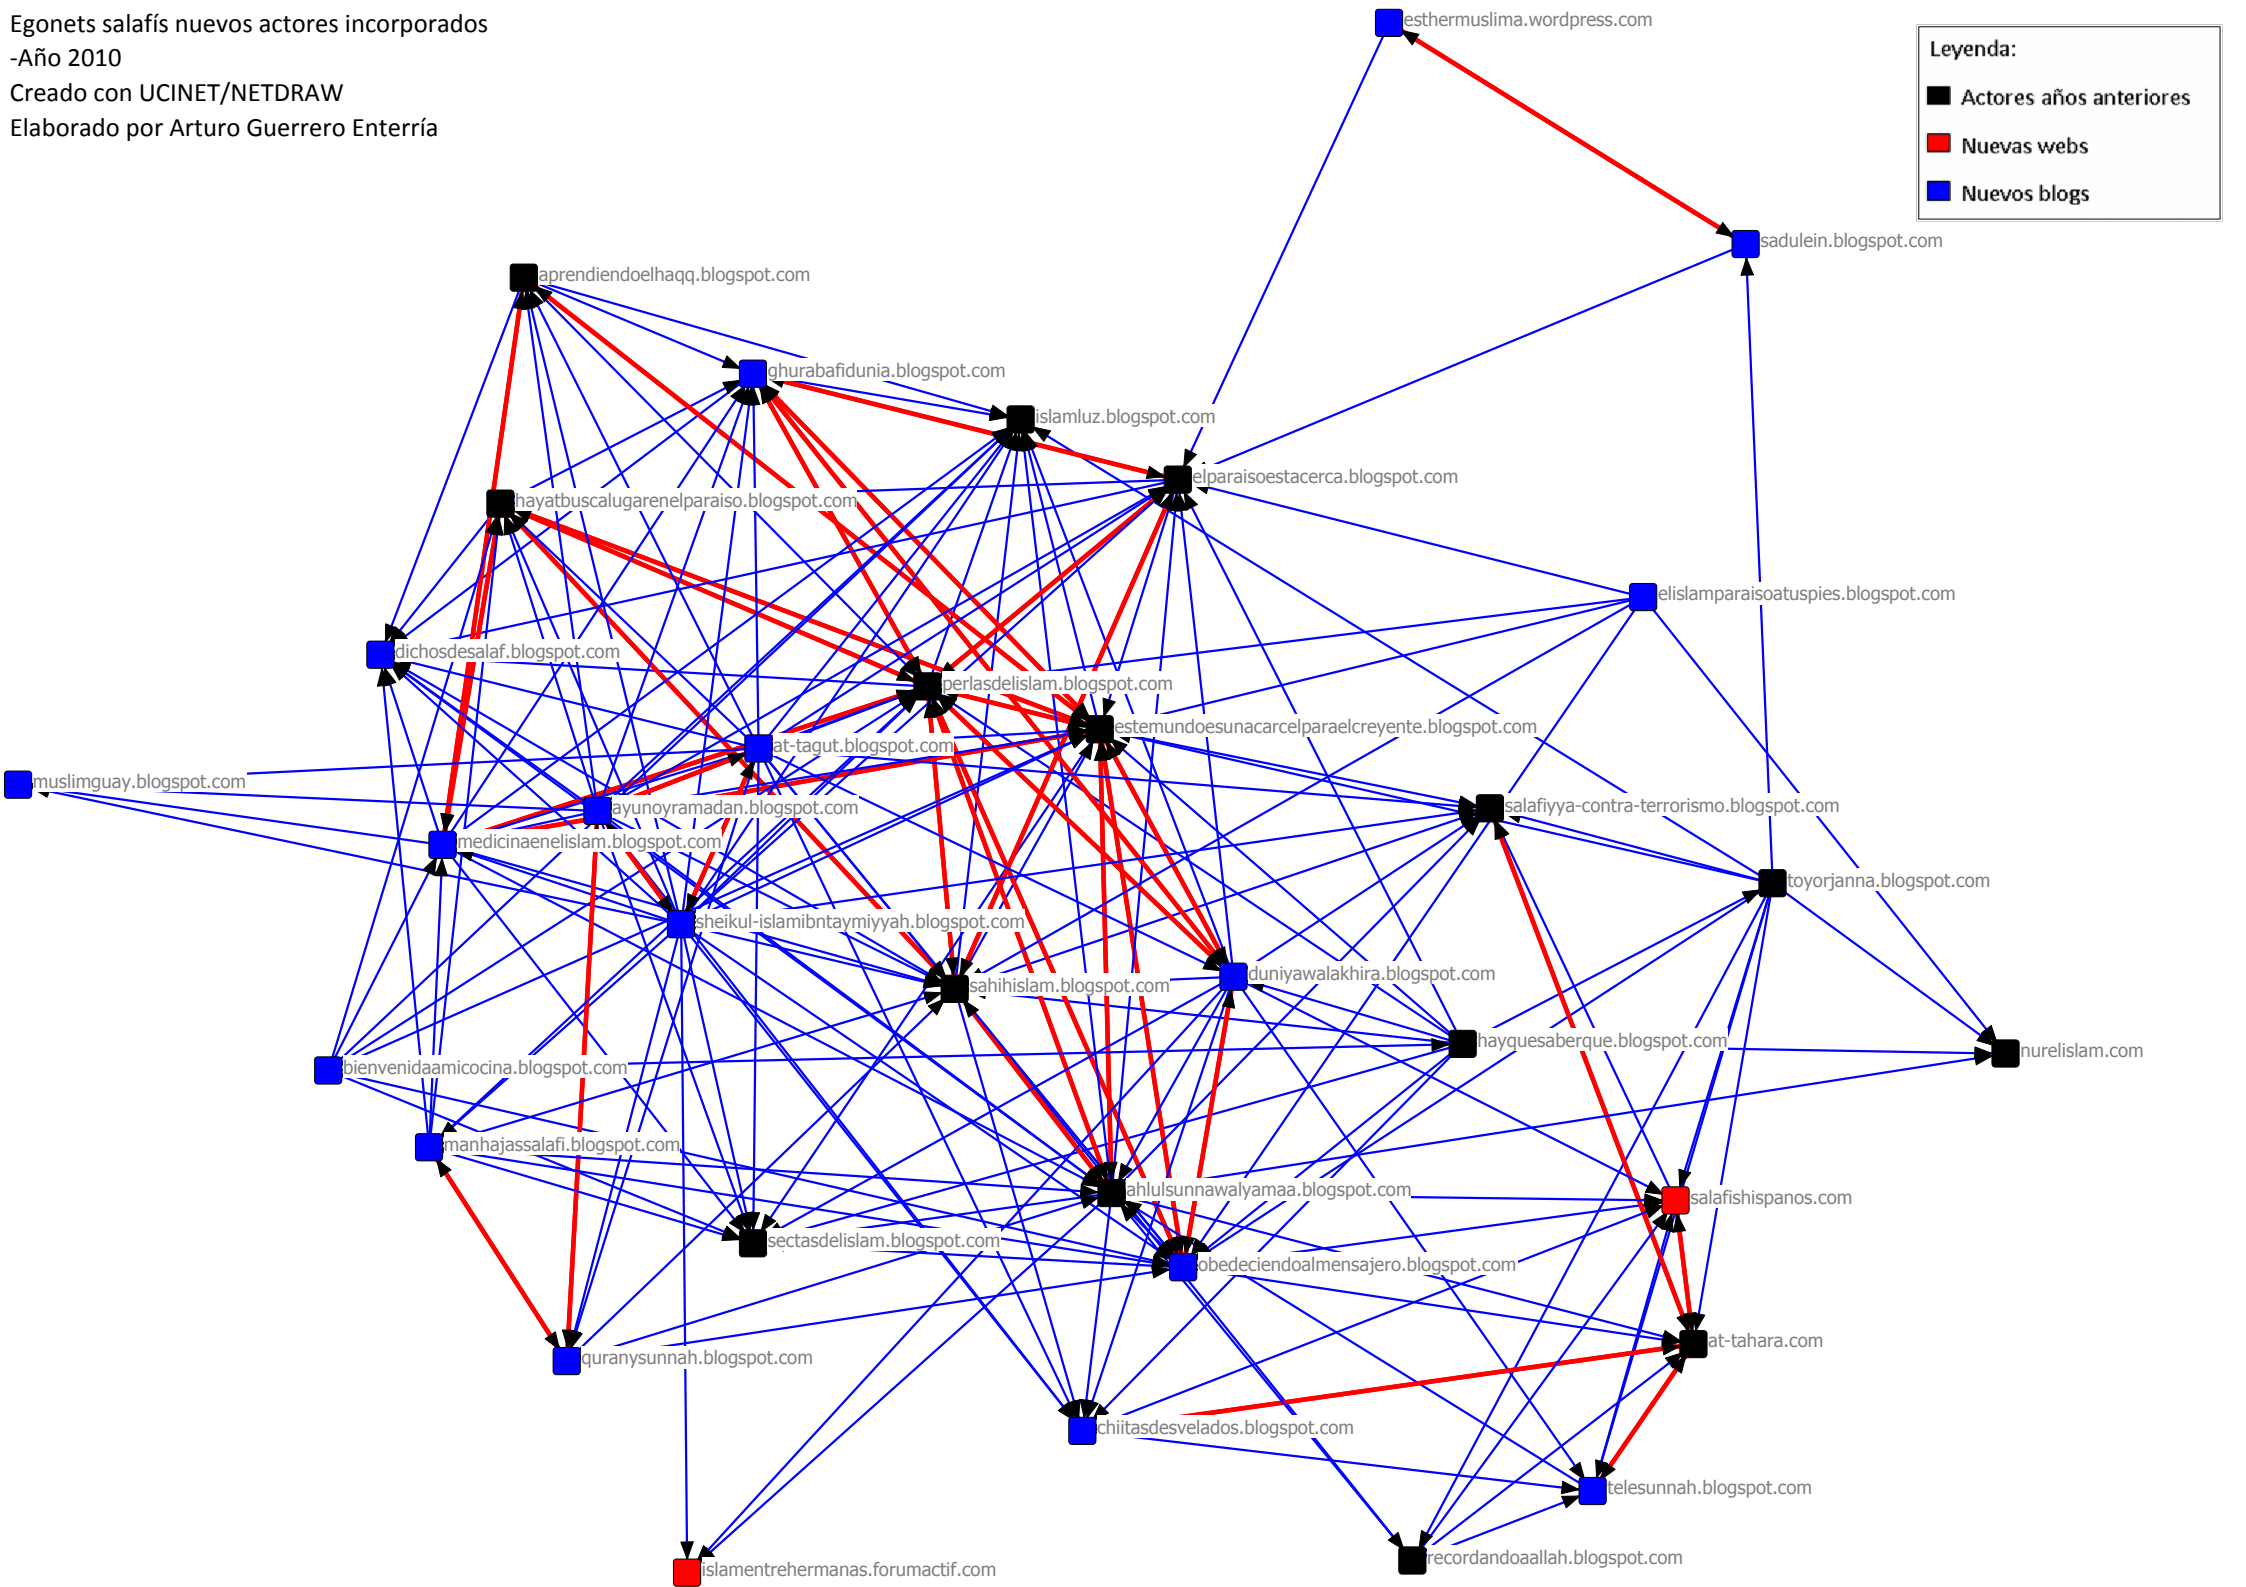 Egonets salafís nuevos actores incorporados
-Año 2010
Creado con UCINET/NETDRAW
Elaborado por Arturo Guerrero Enterría
Leyenda:
Actores años anteriores
Nuevas webs
Nuevos blogs
esthermuslima.wordpress.com
sadulein.blogspot.com
aprendiendoelhaqq.blogspot.com
ghurabafidunia.blogspot.com
islamluz.blogspot.com
elparaisoestacerca.blogspot.com
hayatbuscalugarenelparaiso.blogspot.com
elislamparaisoatuspies.blogspot.com
dichosdesalaf.blogspot.com
perlasdelislam.blogspot.com
estemundoesunacarcelparaelcreyente.blogspot.com
at-tagut.blogspot.com
muslimguay.blogspot.com
ayunoyramadan.blogspot.com
salafiyya-contra-terrorismo.blogspot.com
medicinaenelislam.blogspot.com
toyorjanna.blogspot.com
sheikul-islamibntaymiyyah.blogspot.com
duniyawalakhira.blogspot.com
sahihislam.blogspot.com
hayquesaberque.blogspot.com
nurelislam.com
bienvenidaamicocina.blogspot.com
manhajassalafi.blogspot.com
ahlulsunnawalyamaa.blogspot.com
salafishispanos.com
sectasdelislam.blogspot.com
obedeciendoalmensajero.blogspot.com
at-tahara.com
quranysunnah.blogspot.com
chiitasdesvelados.blogspot.com
telesunnah.blogspot.com
recordandoaallah.blogspot.com
islamentrehermanas.forumactif.com